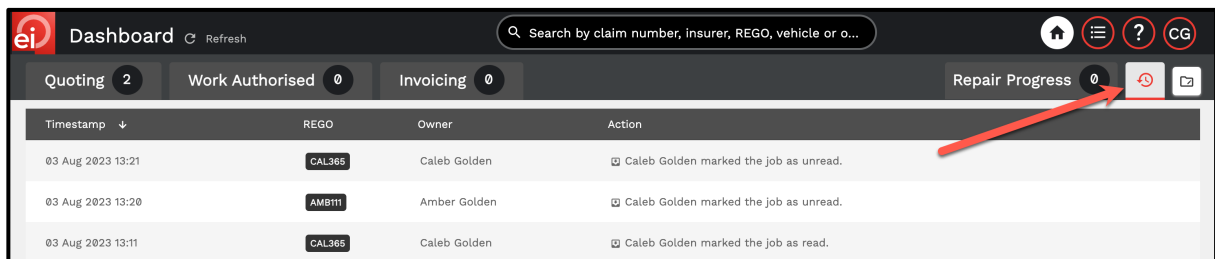 ei Dashboard Refresh Search by claim number, insurer, REGO, vehicle or o... ? CG
Quoting 2 Work Authorised 0 Invoicing 0 Repair Progress 0
Timestamp ↓ REGO Owner Action
03 Aug 2023 13:21 CAL365 Caleb Golden Caleb Golden marked the job as unread.
03 Aug 2023 13:20 AMB111 Amber Golden Caleb Golden marked the job as unread.
03 Aug 2023 13:11 CAL365 Caleb Golden Caleb Golden marked the job as read.